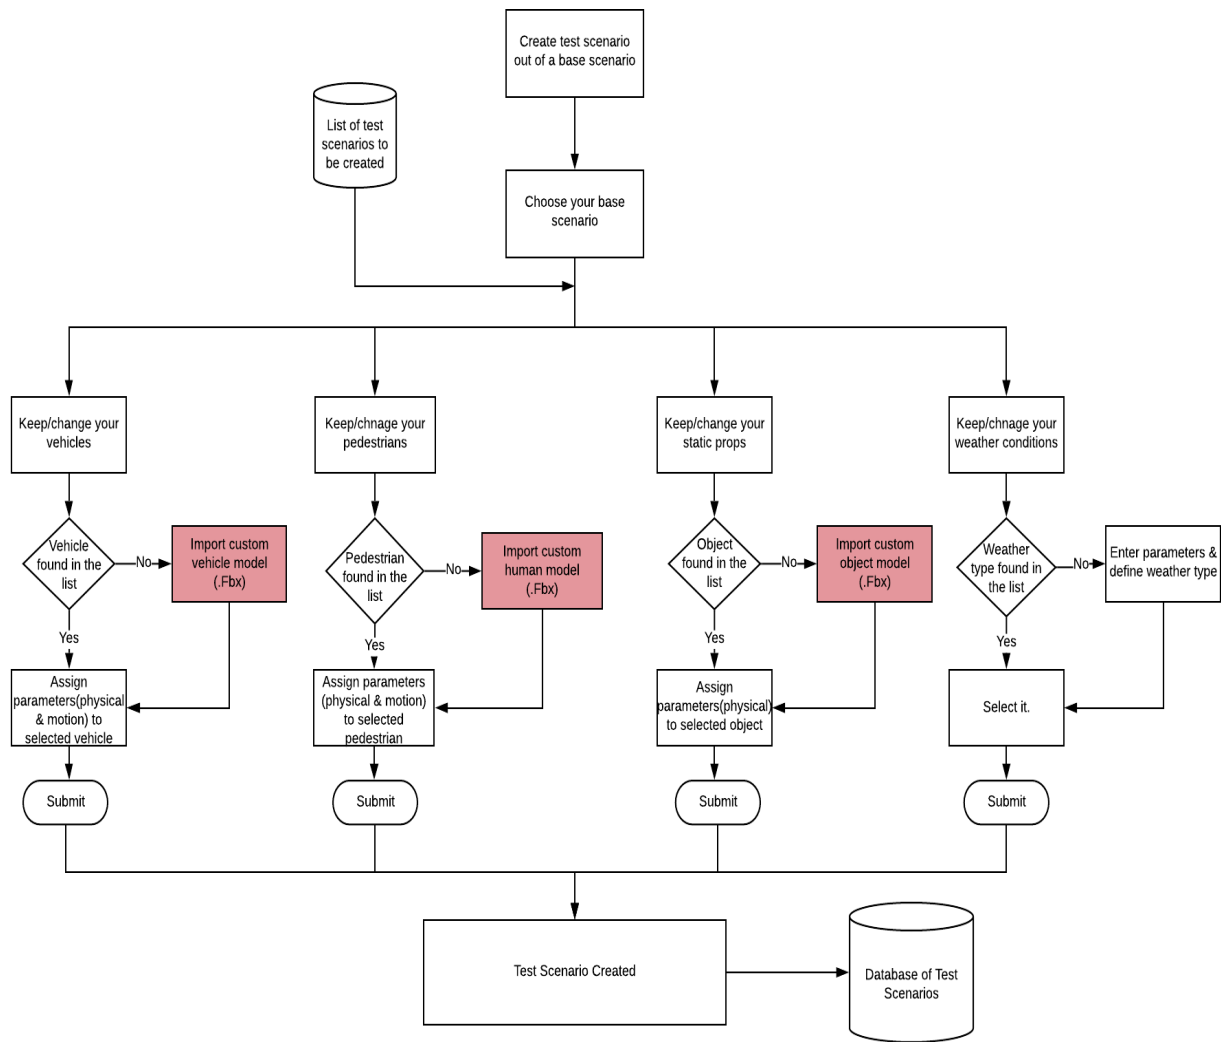 Create test scenario
out of a base scenario
List of test
scenarios to
be created
Choose your base
scenario
Keep/change your
vehicles
Keep/chnage your
pedestrians
Keep/change your
static props
Keep/chnage your
weather conditions
Vehicle
found in the
list
No
Import custom
vehicle model
(.Fbx)
Pedestrian
found in the
list
No
Import custom
human model
(.Fbx)
Object
found in the
list
No
Import custom
object model
(.Fbx)
Weather
type found in
the list
No
Enter parameters &
define weather type
Yes
Yes
Yes
Yes
Assign
parameters(physical
& motion) to
selected vehicle
Assign parameters
(physical & motion)
to selected
pedestrian
Assign
parameters(physical)
to selected object
Select it.
Submit
Submit
Submit
Submit
Test Scenario Created
Database of Test
Scenarios